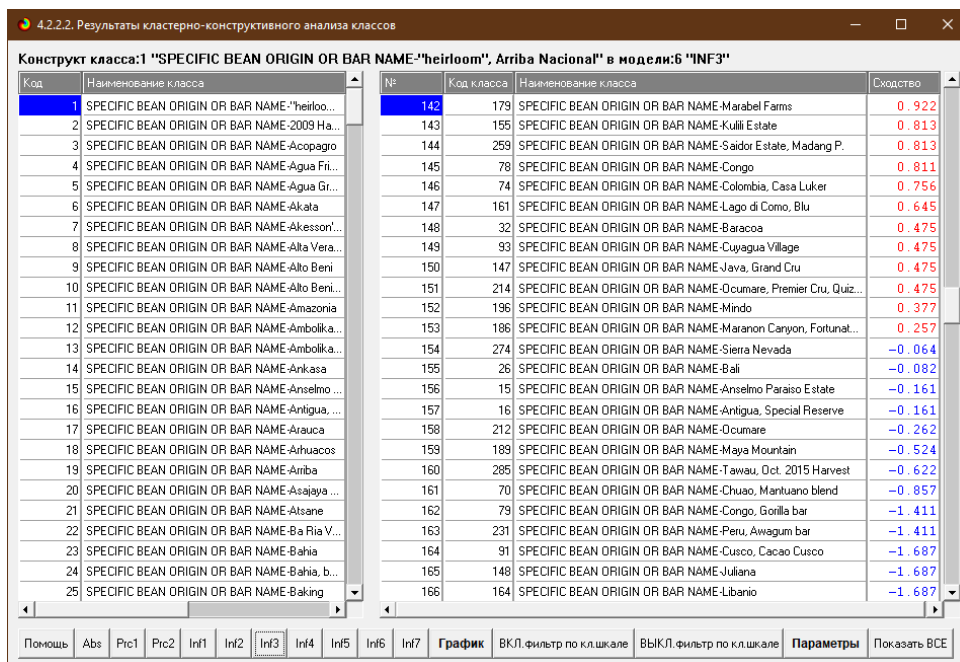 4.2.2.2. Результаты кластерно-конструктивного анализа классов
Конструкт класса:1 "SPECIFIC BEAN ORIGIN OR BAR NAME-"heirloom", Arriba Nacional" в модели:6 "INF3"
Код Наименование класса
1 SPECIFIC BEAN ORIGIN OR BAR NAME-"heirloo...
2 SPECIFIC BEAN ORIGIN OR BAR NAME-2009 Ha...
3 SPECIFIC BEAN ORIGIN OR BAR NAME-Acopagro
4 SPECIFIC BEAN ORIGIN OR BAR NAME-Agua Fri...
5 SPECIFIC BEAN ORIGIN OR BAR NAME-Agua Gr...
6 SPECIFIC BEAN ORIGIN OR BAR NAME-Akata
7 SPECIFIC BEAN ORIGIN OR BAR NAME-Akesson'...
8 SPECIFIC BEAN ORIGIN OR BAR NAME-Alta Vera...
9 SPECIFIC BEAN ORIGIN OR BAR NAME-Alto Beni
10 SPECIFIC BEAN ORIGIN OR BAR NAME-Alto Beni...
11 SPECIFIC BEAN ORIGIN OR BAR NAME-Amazonia
12 SPECIFIC BEAN ORIGIN OR BAR NAME-Ambolika...
13 SPECIFIC BEAN ORIGIN OR BAR NAME-Ambolika...
14 SPECIFIC BEAN ORIGIN OR BAR NAME-Ankasa
15 SPECIFIC BEAN ORIGIN OR BAR NAME-Anselmo ...
16 SPECIFIC BEAN ORIGIN OR BAR NAME-Antigua, ...
17 SPECIFIC BEAN ORIGIN OR BAR NAME-Arauca
18 SPECIFIC BEAN ORIGIN OR BAR NAME-Arhuacos
19 SPECIFIC BEAN ORIGIN OR BAR NAME-Arriba
20 SPECIFIC BEAN ORIGIN OR BAR NAME-Asajaya ...
21 SPECIFIC BEAN ORIGIN OR BAR NAME-Atsane
22 SPECIFIC BEAN ORIGIN OR BAR NAME-Ba Ria V...
23 SPECIFIC BEAN ORIGIN OR BAR NAME-Bahia
24 SPECIFIC BEAN ORIGIN OR BAR NAME-Bahia, b...
25 SPECIFIC BEAN ORIGIN OR BAR NAME-Baking
№ Код класса Наименование класса Сходство
142 179 SPECIFIC BEAN ORIGIN OR BAR NAME-Marabel Farms 0.922
143 155 SPECIFIC BEAN ORIGIN OR BAR NAME-Kulili Estate 0.813
144 259 SPECIFIC BEAN ORIGIN OR BAR NAME-Saidor Estate, Madang P. 0.813
145 78 SPECIFIC BEAN ORIGIN OR BAR NAME-Congo 0.811
146 74 SPECIFIC BEAN ORIGIN OR BAR NAME-Colombia, Casa Luker 0.756
147 161 SPECIFIC BEAN ORIGIN OR BAR NAME-Lago di Como, Blu 0.645
148 32 SPECIFIC BEAN ORIGIN OR BAR NAME-Baracoa 0.475
149 93 SPECIFIC BEAN ORIGIN OR BAR NAME-Cuyagua Village 0.475
150 147 SPECIFIC BEAN ORIGIN OR BAR NAME-Java, Grand Cru 0.475
151 214 SPECIFIC BEAN ORIGIN OR BAR NAME-Ocumare, Premier Cru, Quiz... 0.475
152 196 SPECIFIC BEAN ORIGIN OR BAR NAME-Mindo 0.377
153 186 SPECIFIC BEAN ORIGIN OR BAR NAME-Maranon Canyon, Fortunat... 0.257
154 274 SPECIFIC BEAN ORIGIN OR BAR NAME-Sierra Nevada -0.064
155 26 SPECIFIC BEAN ORIGIN OR BAR NAME-Bali -0.082
156 15 SPECIFIC BEAN ORIGIN OR BAR NAME-Anselmo Paraiso Estate -0.161
157 16 SPECIFIC BEAN ORIGIN OR BAR NAME-Antigua, Special Reserve -0.161
158 212 SPECIFIC BEAN ORIGIN OR BAR NAME-Ocumare -0.262
159 189 SPECIFIC BEAN ORIGIN OR BAR NAME-Maya Mountain -0.524
160 285 SPECIFIC BEAN ORIGIN OR BAR NAME-Tawau, Oct. 2015 Harvest -0.622
161 70 SPECIFIC BEAN ORIGIN OR BAR NAME-Chuao, Mantuano blend -0.857
162 79 SPECIFIC BEAN ORIGIN OR BAR NAME-Congo, Gorilla bar -1.411
163 231 SPECIFIC BEAN ORIGIN OR BAR NAME-Peru, Awagum bar -1.411
164 91 SPECIFIC BEAN ORIGIN OR BAR NAME-Cusco, Cacao Cusco -1.687
165 148 SPECIFIC BEAN ORIGIN OR BAR NAME-Juliana -1.687
166 164 SPECIFIC BEAN ORIGIN OR BAR NAME-Libanio -1.687
Помощь Abs Prc1 Prc2 Inf1 Inf2 Inf3 Inf4 Inf5 Inf6 Inf7 График ВКЛ.фильтр по кл.шкале ВЫКЛ.фильтр по кл.шкале Параметры Показать ВСЕ